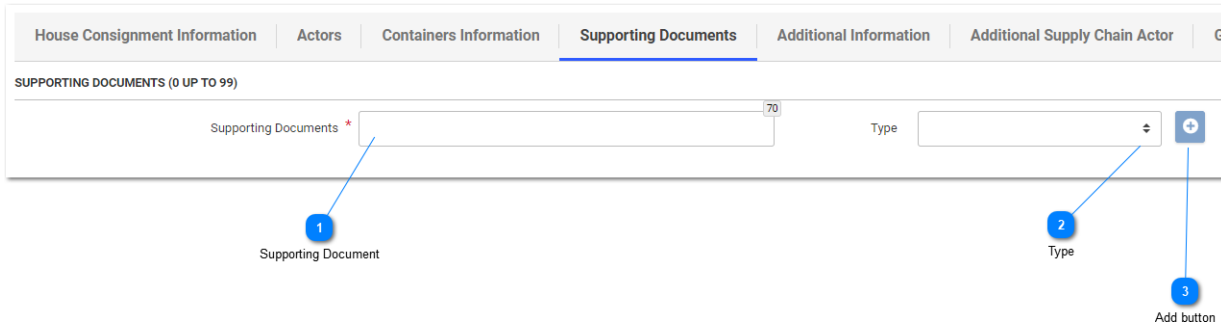 House Consignment Information Actors Containers Information Supporting Documents Additional Information Additional Supply Chain Actor G
SUPPORTING DOCUMENTS (0 UP TO 99)
70
Supporting Documents * Type
1
Supporting Document
2
Type
3
Add button